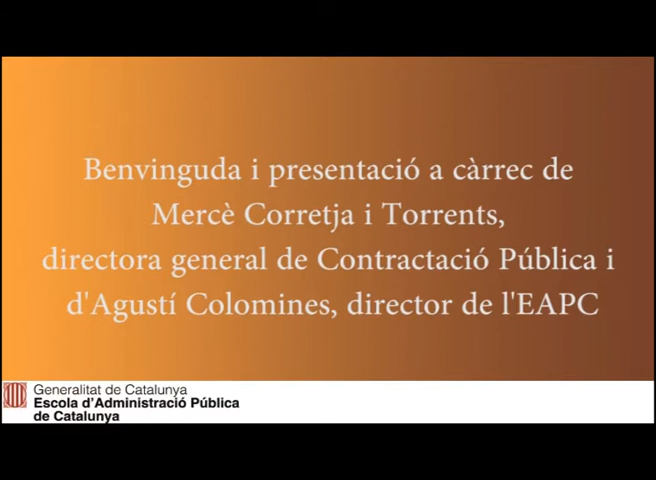 Benvinguda i presentació a càrrec de
Mercè Corretja i Torrents,
directora general de Contractació Pública i
d'Agustí Colomines, director de l'EAPC
Generalitat de Catalunya
Escola d'Administració Pública
de Catalunya